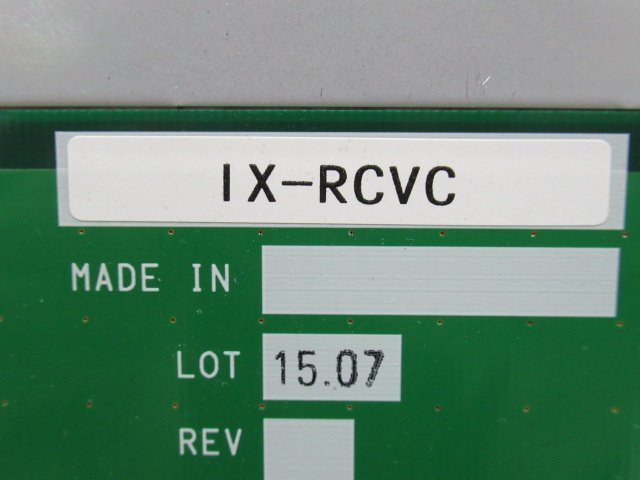 IX-RCVC
MADE IN
LOT 15.07
REV